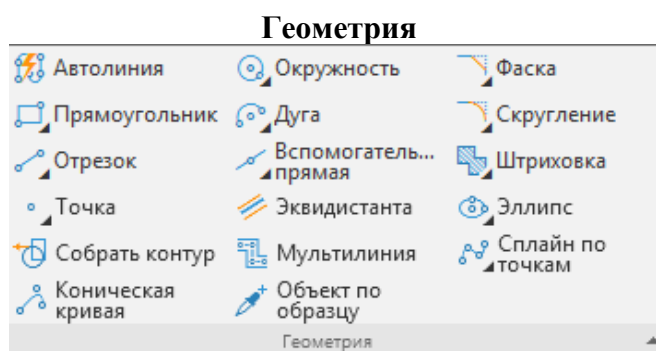 Геометрия
Автолиния
Окружность
Фаска
Прямоугольник
Дуга
Скругление
Отрезок
Вспомогатель...
прямая
Штриховка
Точка
Эквидистанта
Эллипс
Собрать контур
Мультилиния
Сплайн по
точкам
Коническая
кривая
Объект по
образцу
Геометрия